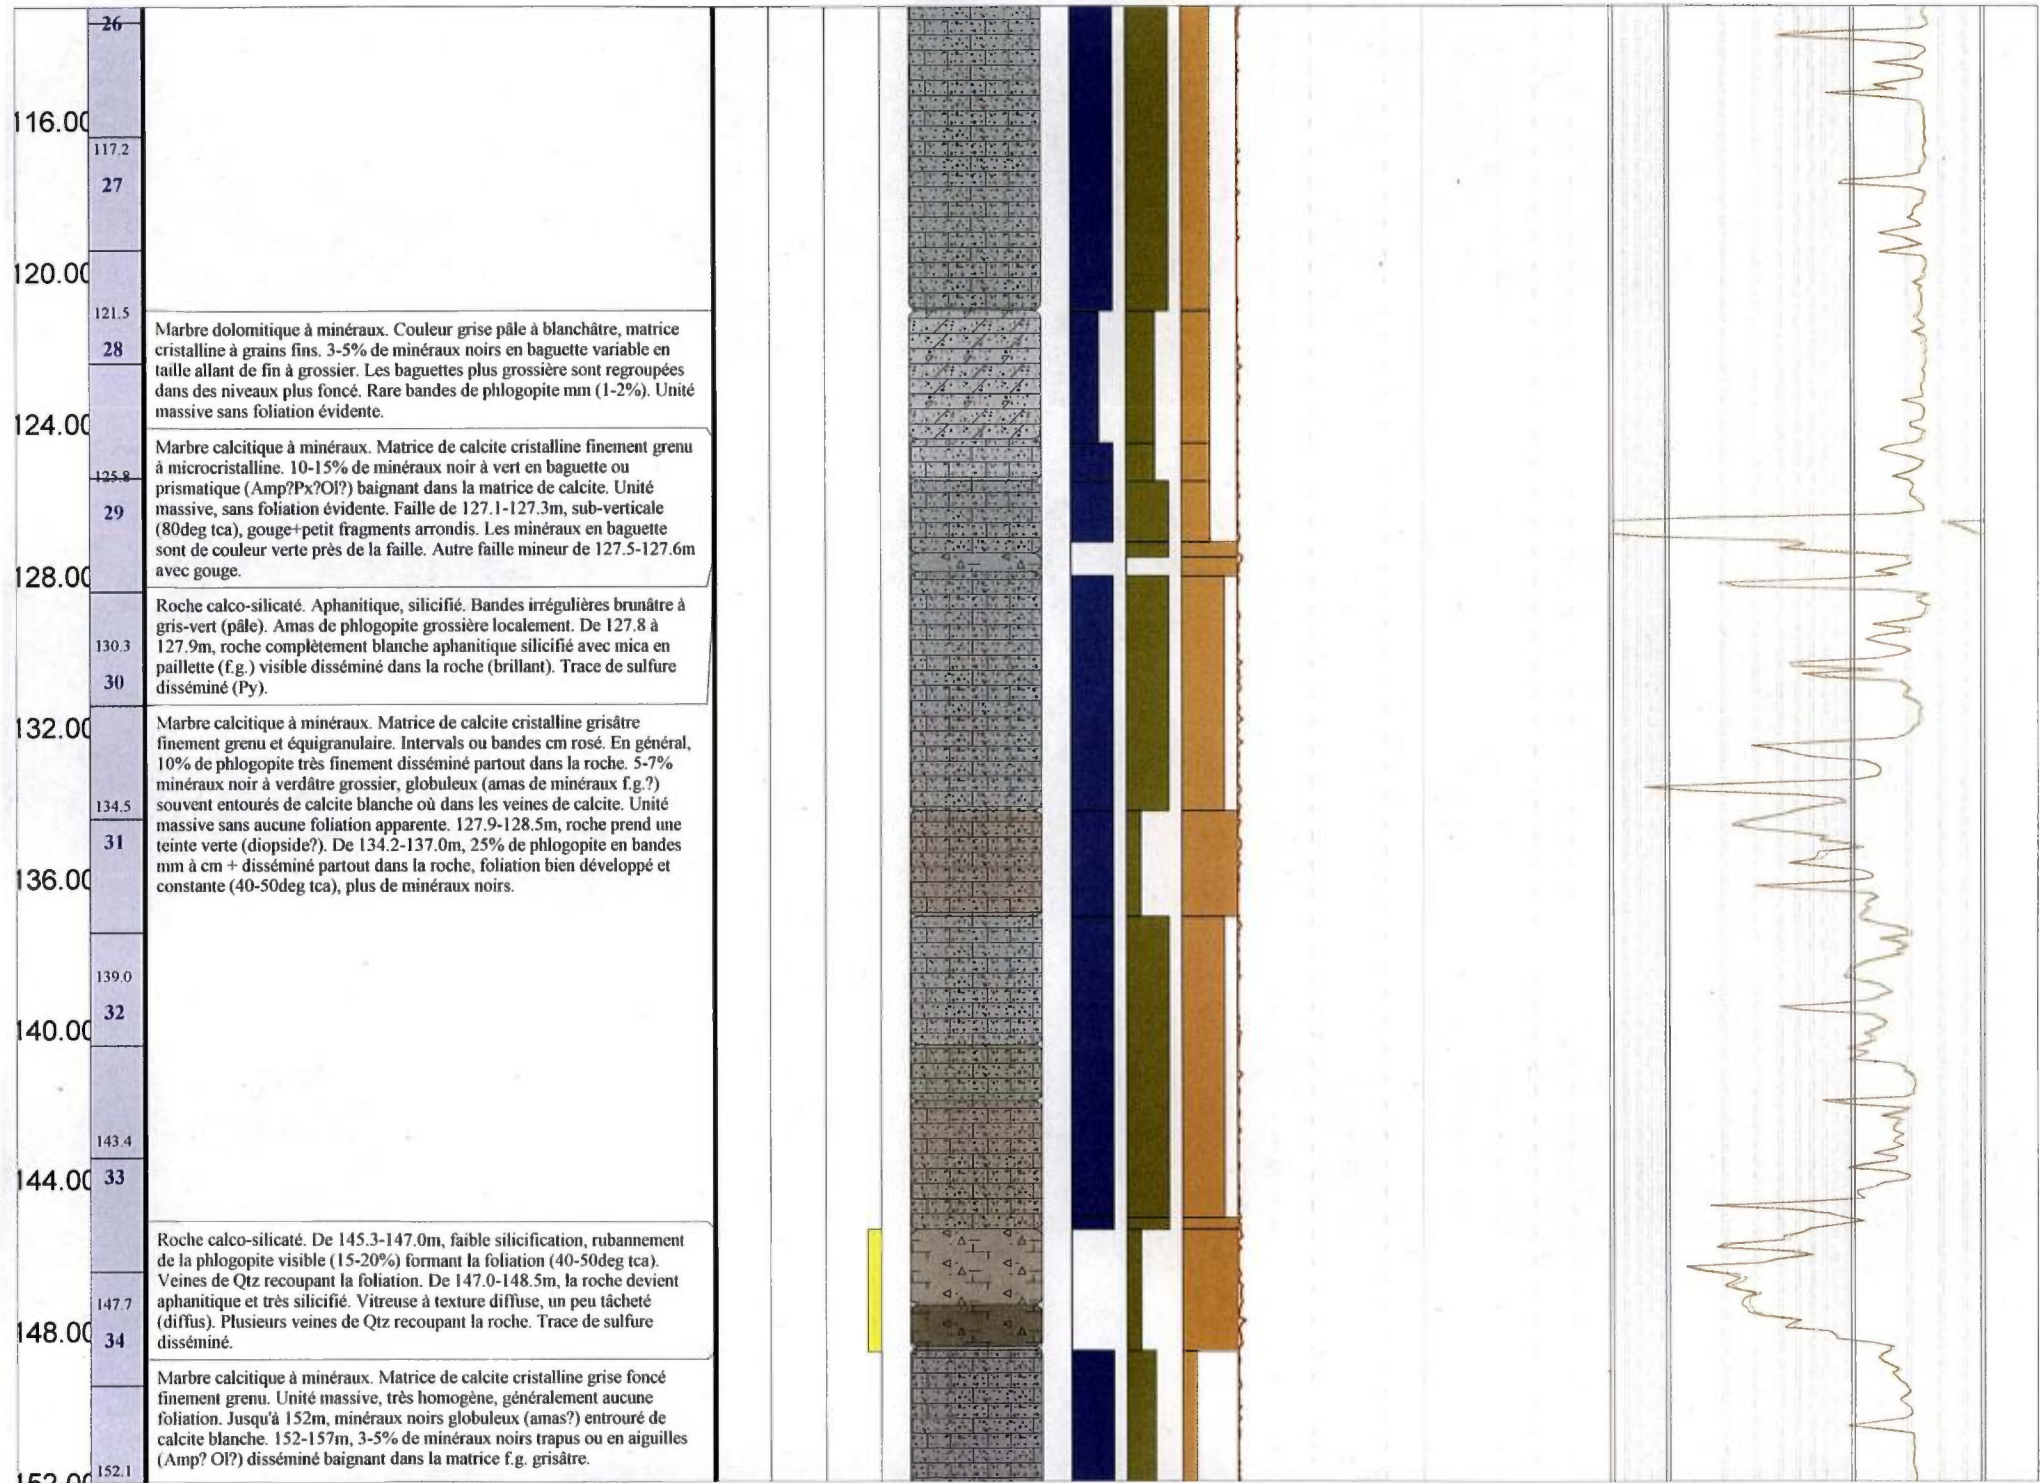 26
116.00
117.2
27
120.00
121.5
28
Marbre dolomitique à minéraux. Couleur grise pâle à blanchâtre, matrice
cristalline à grains fins. 3-5% de minéraux noirs en baguette variable en
taille allant de fin à grossier. Les baguettes plus grossière sont regroupées
dans des niveaux plus foncé. Rare bandes de phlogopite mm (1-2%). Unité
massive sans foliation évidente.
124.00
125.8
29
Marbre calcitique à minéraux. Matrice de calcite cristalline finement grenu
à microcristalline. 10-15% de minéraux noir à vert en baguette ou
prismatique (Amp?Px?Ol?) baignant dans la matrice de calcite. Unité
massive, sans foliation évidente. Faille de 127.1-127.3m, sub-verticale
(80deg tca), gouge+petit fragments arrondis. Les minéraux en baguette
sont de couleur verte près de la faille. Autre faille mineur de 127.5-127.6m
avec gouge.
128.00
130.3
30
Roche calco-silicaté. Aphanitique, silicifié. Bandes irrégulières brunâtre à
gris-vert (pâle). Amas de phlogopite grossière localement. De 127.8 à
127.9m, roche complètement blanche aphanitique silicifié avec mica en
paillette (f.g.) visible disséminé dans la roche (brillant). Trace de sulfure
disséminé (Py).
132.00
134.5
31
136.00
Marbre calcitique à minéraux. Matrice de calcite cristalline grisâtre
finement grenu et équigranulaire. Intervals ou bandes cm rosé. En général,
10% de phlogopite très finement disséminé partout dans la roche. 5-7%
minéraux noir à verdâtre grossier, globuleux (amas de minéraux f.g.?)
souvent entourés de calcite blanche où dans les veines de calcite. Unité
massive sans aucune foliation apparente. 127.9-128.5m, roche prend une
teinte verte (diopside?). De 134.2-137.0m, 25% de phlogopite en bandes
mm à cm + disséminé partout dans la roche, foliation bien développé et
constante (40-50deg tca), plus de minéraux noirs.
139.0
32
140.00
143.4
144.00
33
147.7
148.00
34
Roche calco-silicaté. De 145.3-147.0m, faible silicification, rubannement
de la phlogopite visible (15-20%) formant la foliation (40-50deg tca).
Veines de Qtz recoupant la foliation. De 147.0-148.5m, la roche devient
aphanitique et très silicifié. Vitreuse à texture diffuse, un peu tâcheté
(diffus). Plusieurs veines de Qtz recoupant la roche. Trace de sulfure
disséminé.
Marbre calcitique à minéraux. Matrice de calcite cristalline grise foncé
finement grenu. Unité massive, très homogène, généralement aucune
foliation. Jusqu'à 152m, minéraux noirs globuleux (amas?) entrouré de
calcite blanche. 152-157m, 3-5% de minéraux noirs trapus ou en aiguilles
(Amp? Ol?) disséminé baignant dans la matrice f.g. grisâtre.
152.1
152.00